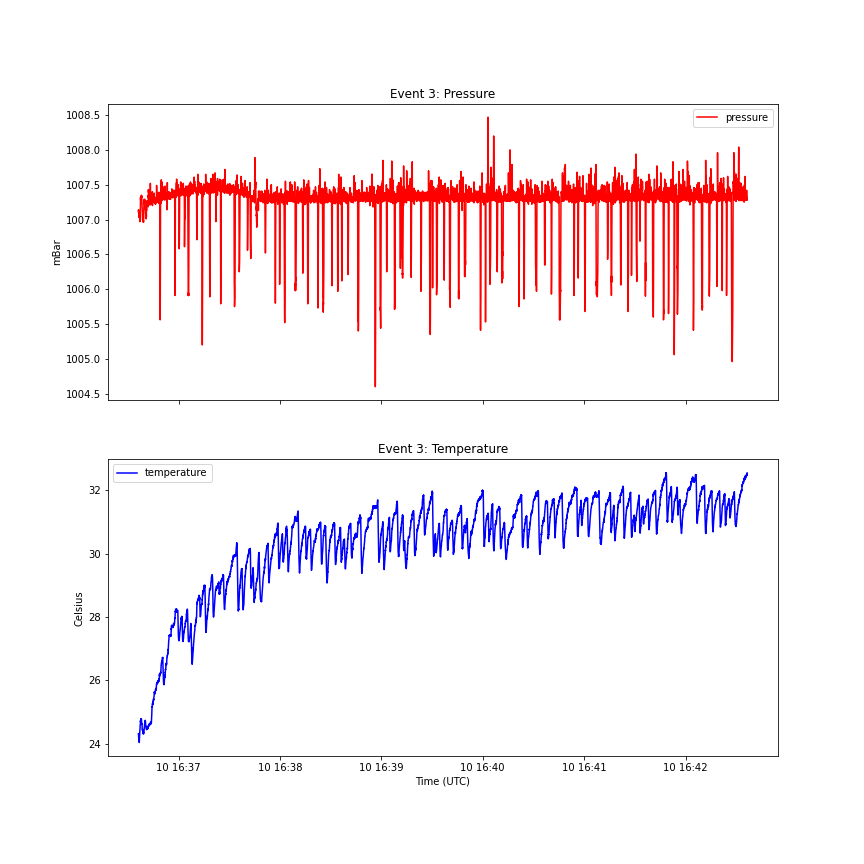 Event 3: Pressure
1008.5
1008.0
1007.5
1007.0
1006.5
1006.0
1005.5
1005.0
1004.5
mBar
pressure
Event 3: Temperature
temperature
32
30
28
26
24
Celsius
10 16:37 10 16:38 10 16:39 10 16:40 10 16:41 10 16:42
Time (UTC)